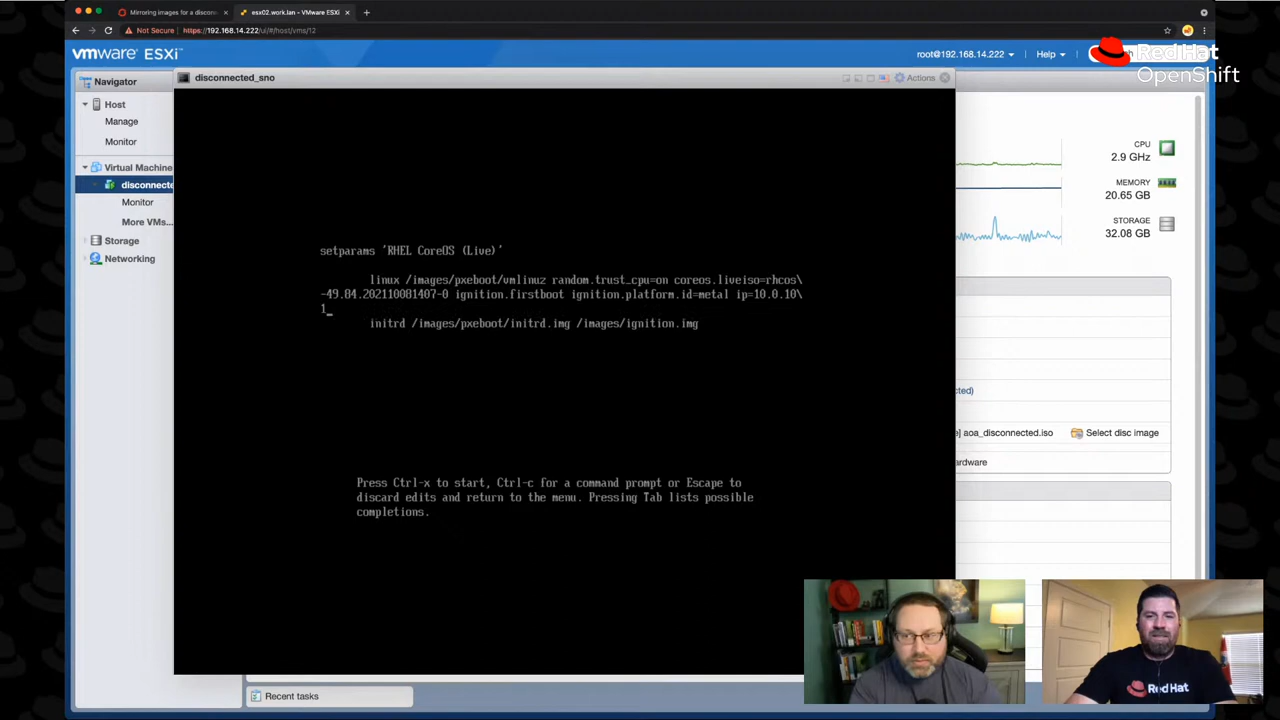 Mirroring images for a disconn
esx02.work.lan - VMware ESXi
Not Secure
https://192.168.14.222/ui/#/host/vms/12
vmware ESXi
root@192.168.14.222
Help
Red Hat
OpenShift
Navigator
Host
Manage
Monitor
Virtual Machine
disconnecte
Monitor
More VMs...
Storage
Networking
disconnected_sno
Actions
setparams 'RHEL CoreOS (Live)'
linux /images/pxeboot/vmlinuz random.trust_cpu=on coreos.liveiso=rhcos\
-49.84.202110081407-0 ignition.firstboot ignition.platform.id=metal ip=10.0.10\
1_
initrd /images/pxeboot/initrd.img /images/ignition.img
Press Ctrl-x to start, Ctrl-c for a command prompt or Escape to
discard edits and return to the menu. Pressing Tab lists possible
completions.
CPU
2.9 GHz
MEMORY
20.65 GB
STORAGE
32.08 GB
cted)
] aoa_disconnected.iso
Select disc image
ardware
Recent tasks
Red Hat